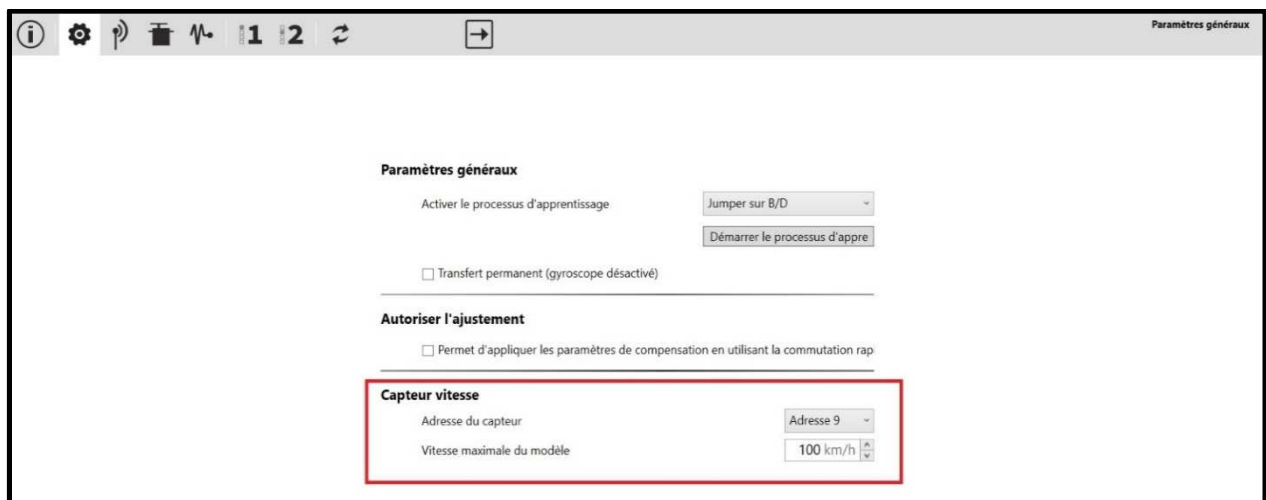 1 2 Paramètres généraux
Paramètres généraux
Activer le processus d'apprentissage Jumper sur B/D
Démarrer le processus d'appre
Transfert permanent (gyroscope désactivé)
Autoriser l'ajustement
Permet d'appliquer les paramètres de compensation en utilisant la commutation rap
Capteur vitesse
Adresse du capteur Adresse 9
Vitesse maximale du modèle 100 km/h